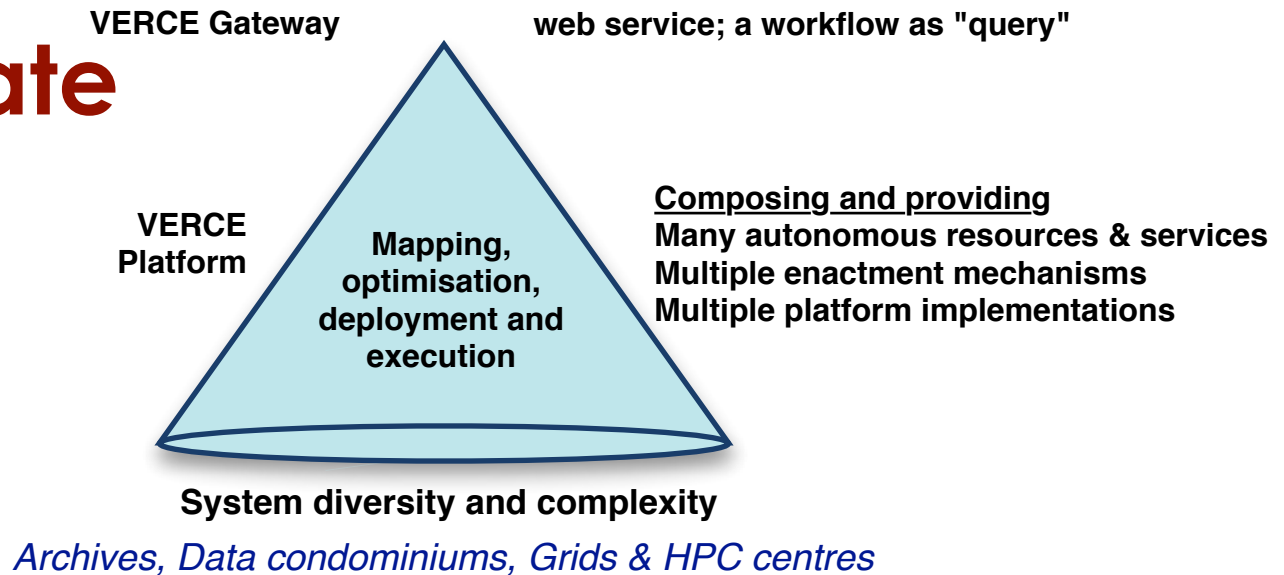 VERCE Gateway
web service; a workflow as "query"
ate
VERCE
Platform
Mapping,
optimisation,
deployment and
execution
Composing and providing
Many autonomous resources & services
Multiple enactment mechanisms
Multiple platform implementations
System diversity and complexity
Archives, Data condominiums, Grids & HPC centres